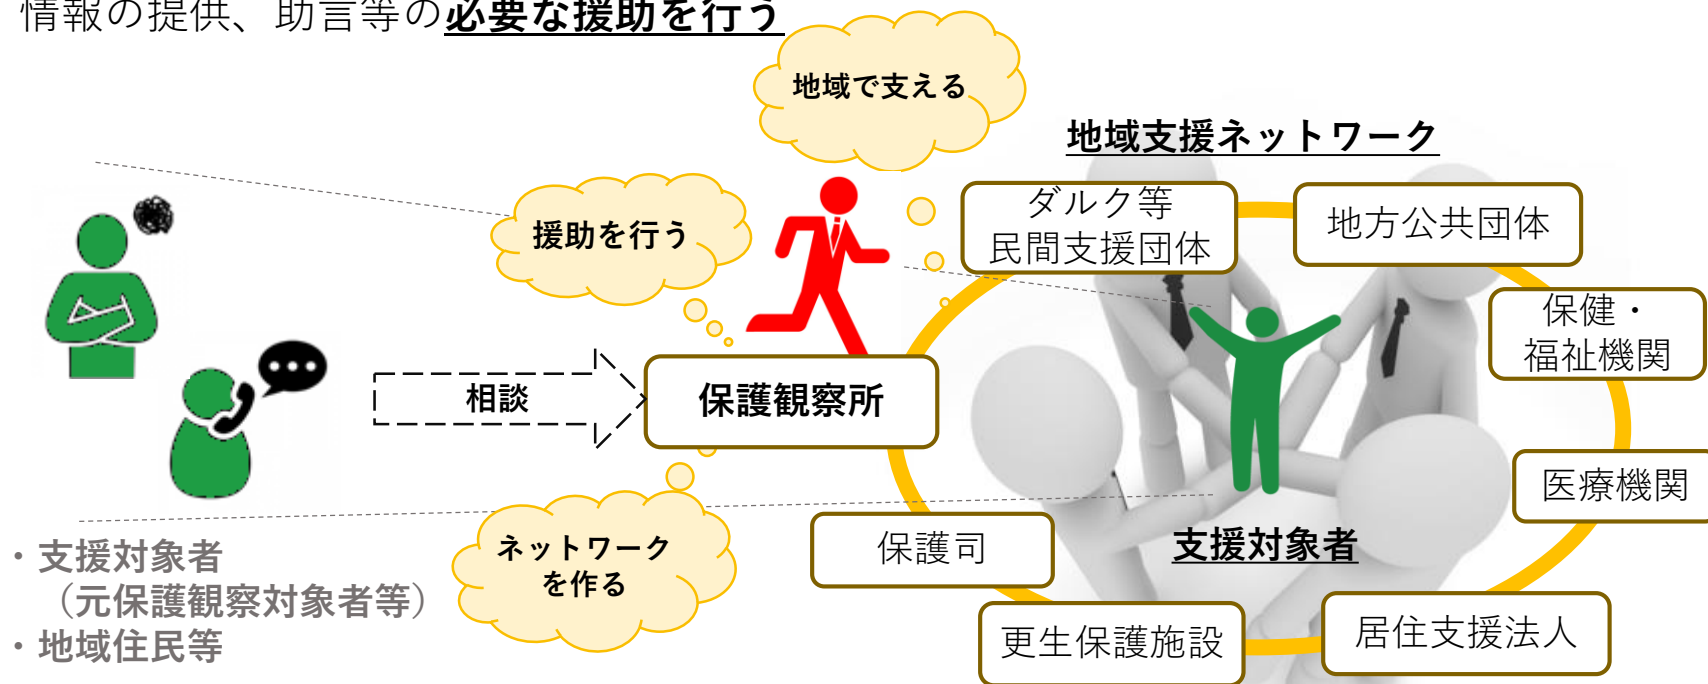 情報の提供、助言等の必要な援助を行う
地域で支える
地域支援ネットワーク
援助を行う
ダルク等
民間支援団体
地方公共団体
保健・
福祉機関
相談
保護観察所
医療機関
保護司
支援対象者
ネットワーク
を作る
・支援対象者
（元保護観察対象者等）
・地域住民等
更生保護施設
居住支援法人